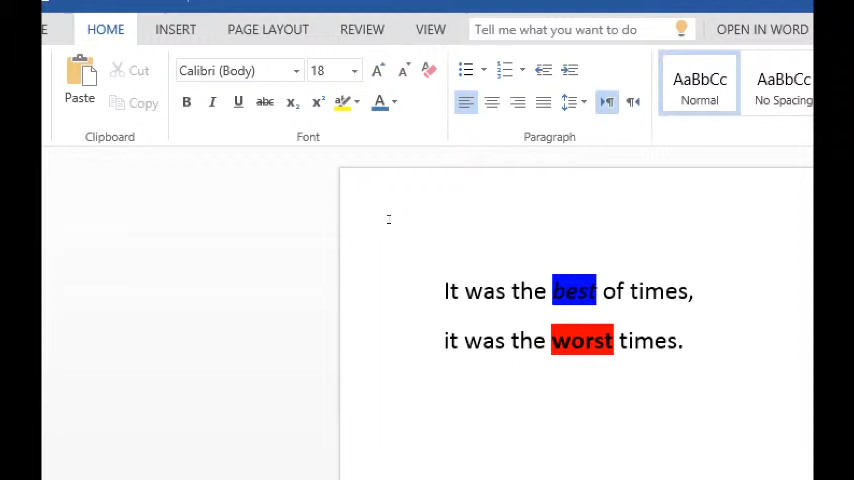 E HOME INSERT PAGE LAYOUT REVIEW VIEW Tell me what you want to do OPEN IN WORD
Paste Cut Copy
Calibri (Body) 18 A A
B I U abc X₂ X² A
AaBbCc AaBbCc
Normal No Spacing
Clipboard Font Paragraph
It was the best of times,
it was the worst times.